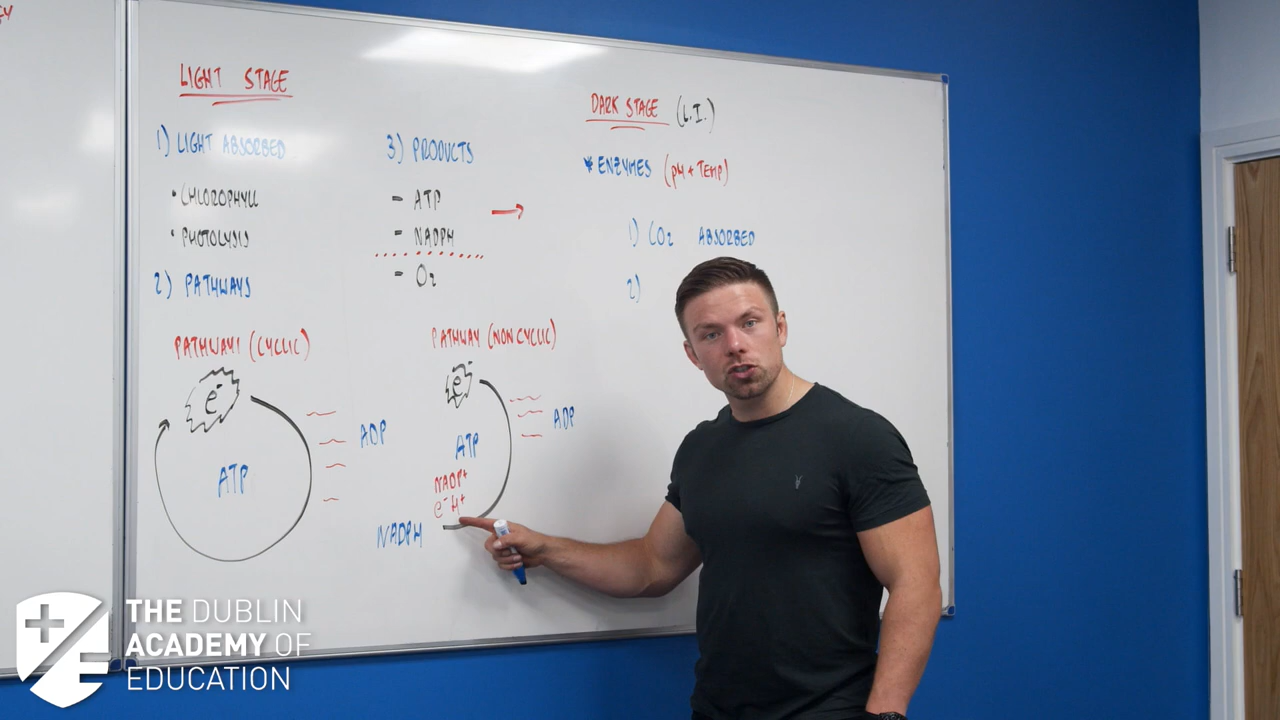 LIGHT STAGE
1) LIGHT ABSORBED
• CHLOROPHYLL
• PHOTOLYSIS
2) PATHWAYS
3) PRODUCTS
- ATP
- NADPH
- O2
→
PATHWAY1 (CYCLIC)
e-
ATP
ADP
PATHWAY (NON CYCLIC)
e-
ATP
ADP
NADP+
e- H+
NADPH
DARK STAGE (L.I.)
* ENZYMES (pH + TEMP)
1) CO2 ABSORBED
2)
THE DUBLIN
ACADEMY OF
EDUCATION